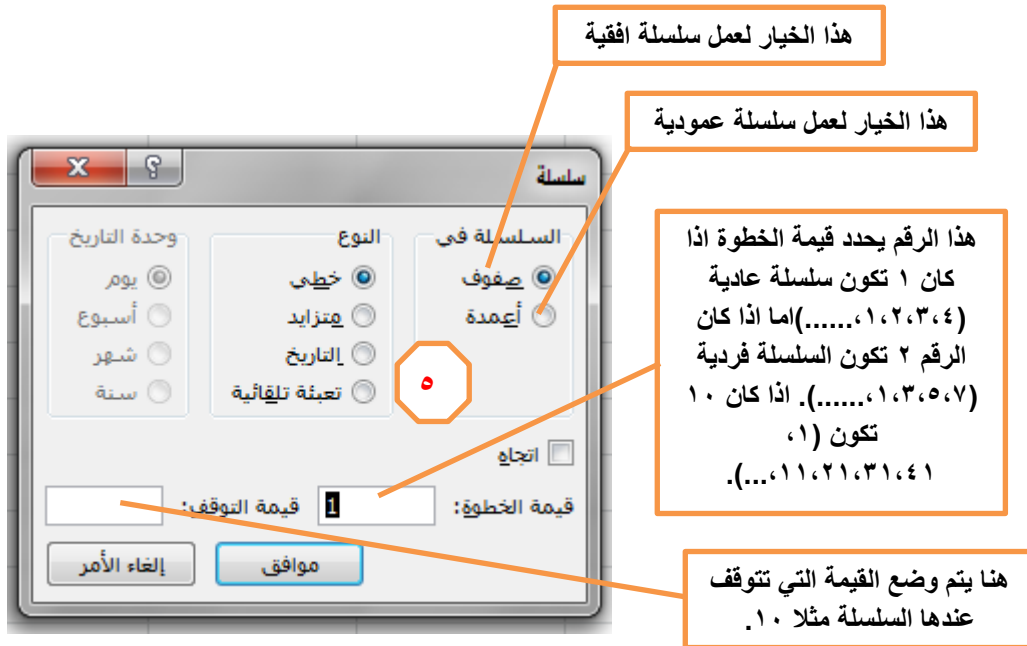 هذا الخيار لعمل سلسلة افقية
هذا الخيار لعمل سلسلة عمودية
سلسلة
السلسلة في
صفوف
أعمدة
النوع
خطي
متزايد
التاريخ
تعبئة تلقائية
وحدة التاريخ
يوم
أسبوع
شهر
سنة
٥
اتجاه
قيمة الخطوة: 1 قيمة التوقف:
موافق
إلغاء الأمر
هذا الرقم يحدد قيمة الخطوة اذا
كان ١ تكون سلسلة عادية
(١،٢،٣،٤،......)اما اذا كان
الرقم ٢ تكون السلسلة فردية
(١،٣،٥،٧،......). اذا كان ١٠
تكون (١،
١١،٢١،٣١،٤١،...).
هنا يتم وضع القيمة التي تتوقف
عندها السلسلة مثلا ١٠.